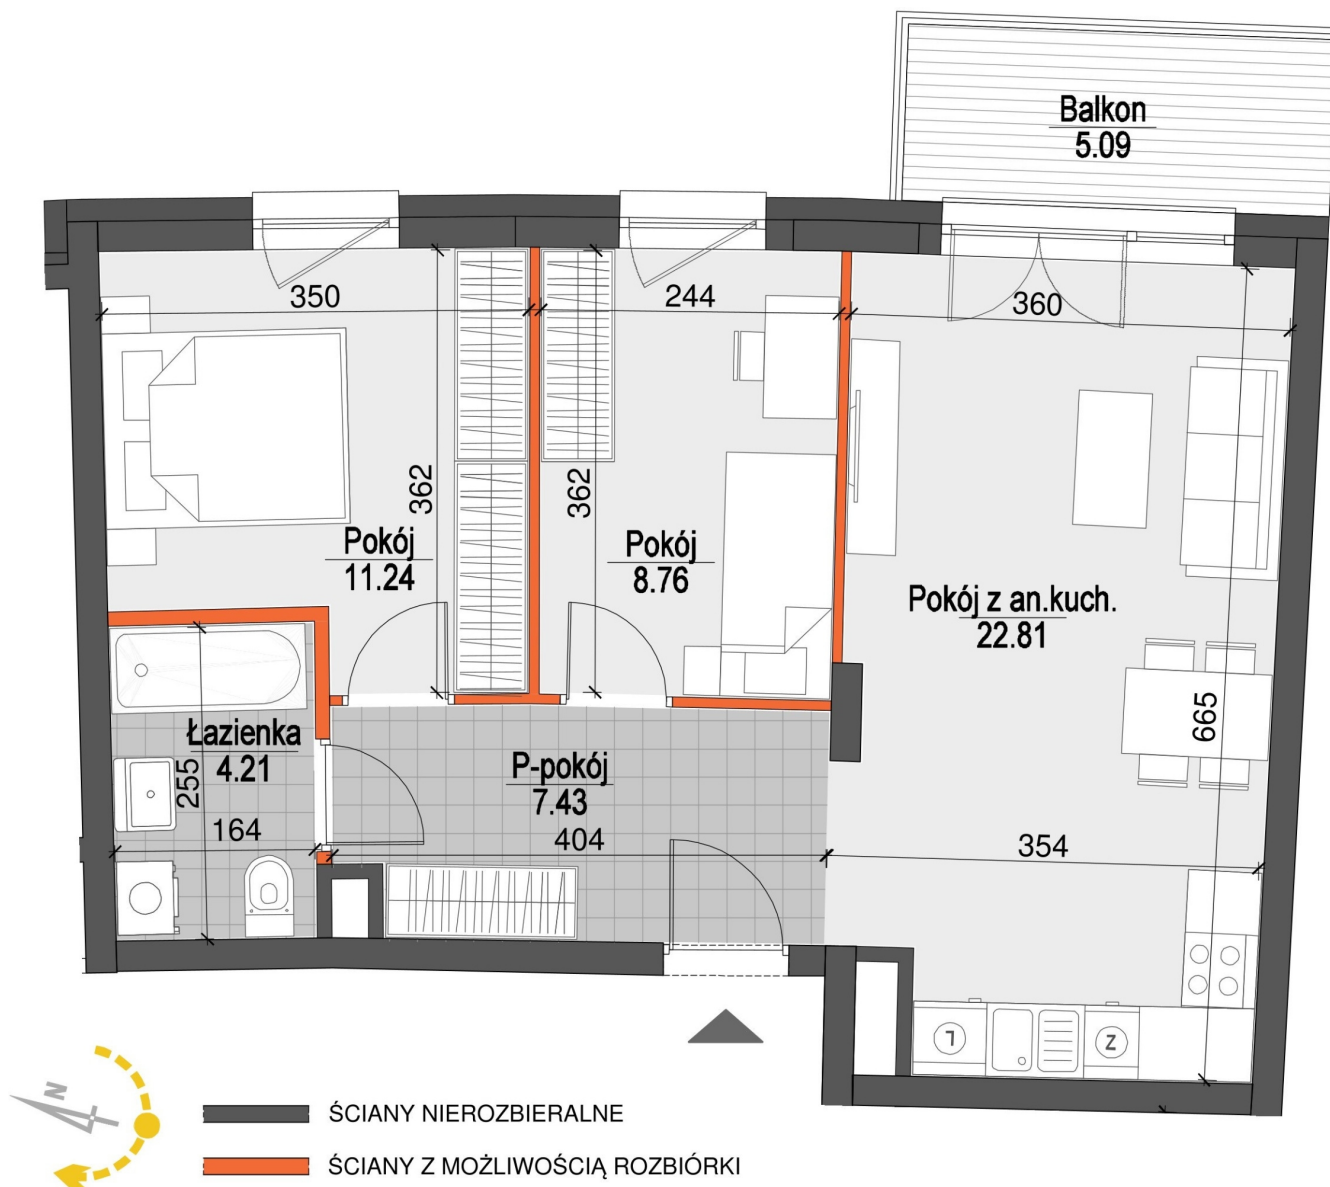 Balkon
5.09
350
244
360
362
362
Pokój
11.24
Pokój
8.76
Pokój z an.kuch.
22.81
665
Łazienka
4.21
255
164
P-pokój
7.43
404
354
L
Z
N
ŚCIANY NIEROZBIERALNE
ŚCIANY Z MOŻLIWOŚCIĄ ROZBIÓRKI